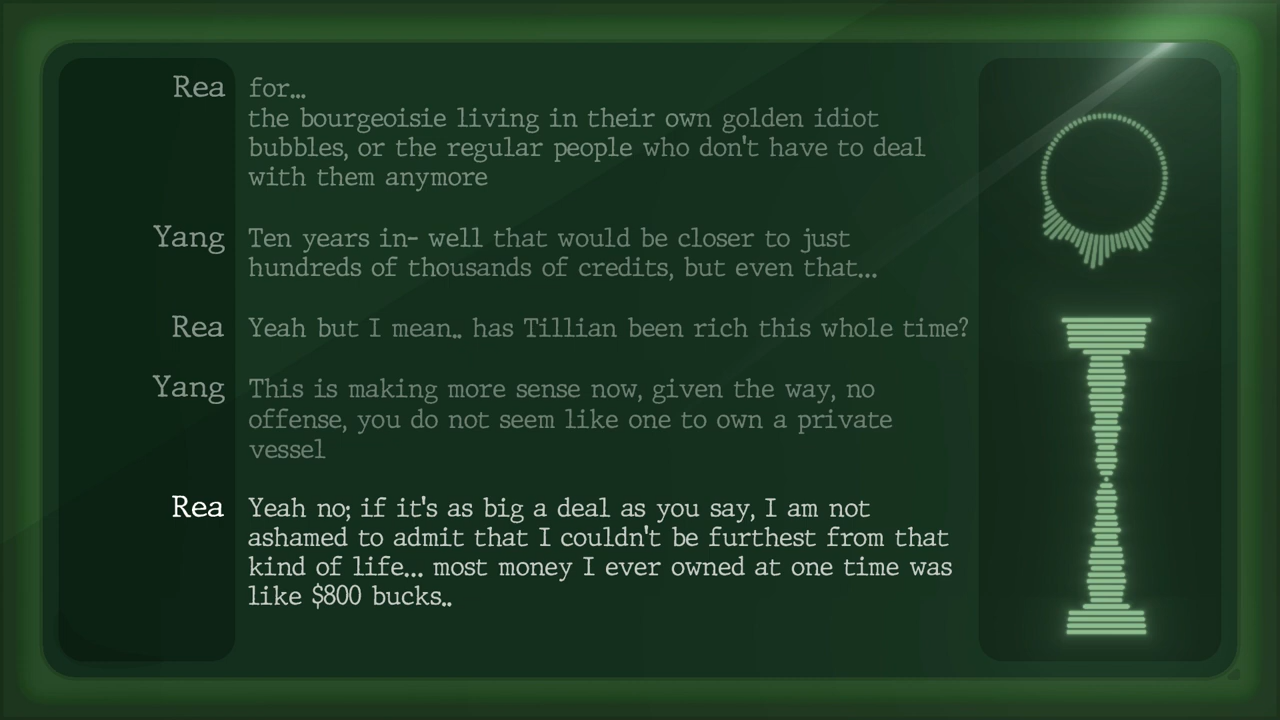 Rea for...
the bourgeoisie living in their own golden idiot
bubbles, or the regular people who don't have to deal
with them anymore
Yang Ten years in- well that would be closer to just
hundreds of thousands of credits, but even that...
Rea Yeah but I mean.. has Tillian been rich this whole time?
Yang This is making more sense now, given the way, no
offense, you do not seem like one to own a private
vessel
Rea Yeah no; if it's as big a deal as you say, I am not
ashamed to admit that I couldn't be furthest from that
kind of life... most money I ever owned at one time was
like $800 bucks..